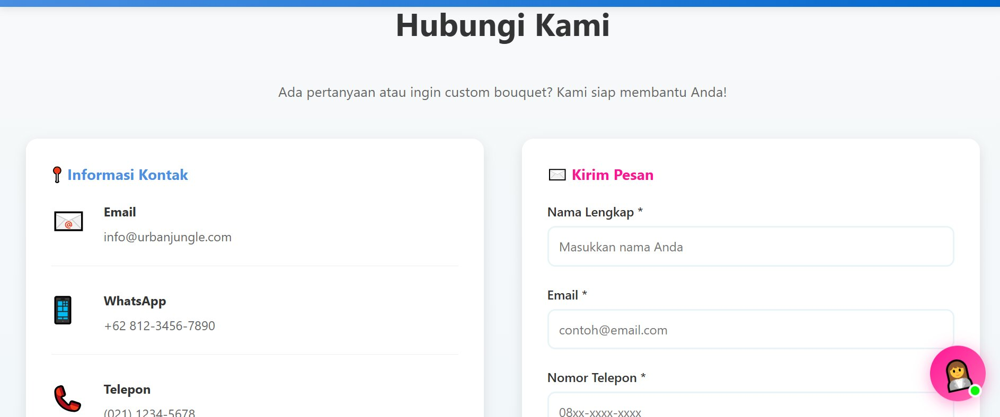 Hubungi Kami
Ada pertanyaan atau ingin custom bouquet? Kami siap membantu Anda!
Informasi Kontak
Email
info@urbanjungle.com
WhatsApp
+62 812-3456-7890
Telepon
(021) 1234-5678
Kirim Pesan
Nama Lengkap *
Masukkan nama Anda
Email *
contoh@email.com
Nomor Telepon *
08xx-xxxx-xxxx